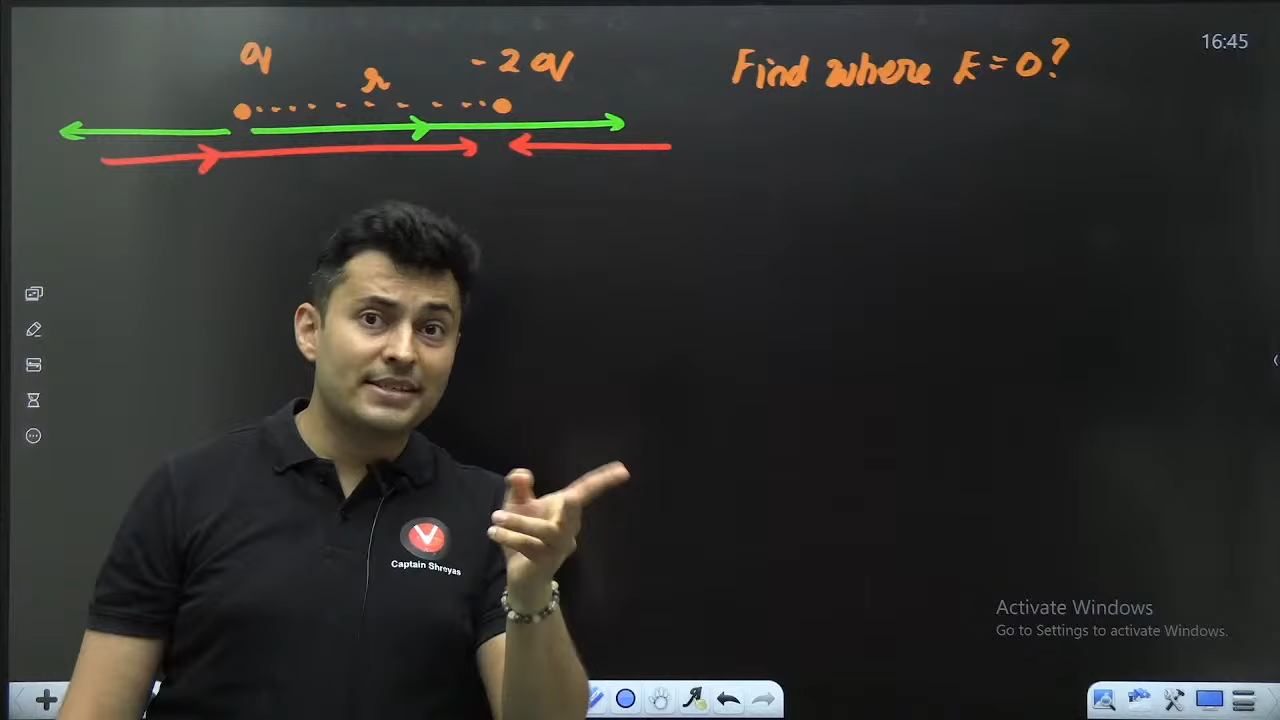 q
r
-2q
Find where E=0?
16:45
V
Captain Shreyas
Activate Windows
Go to Settings to activate Windows.